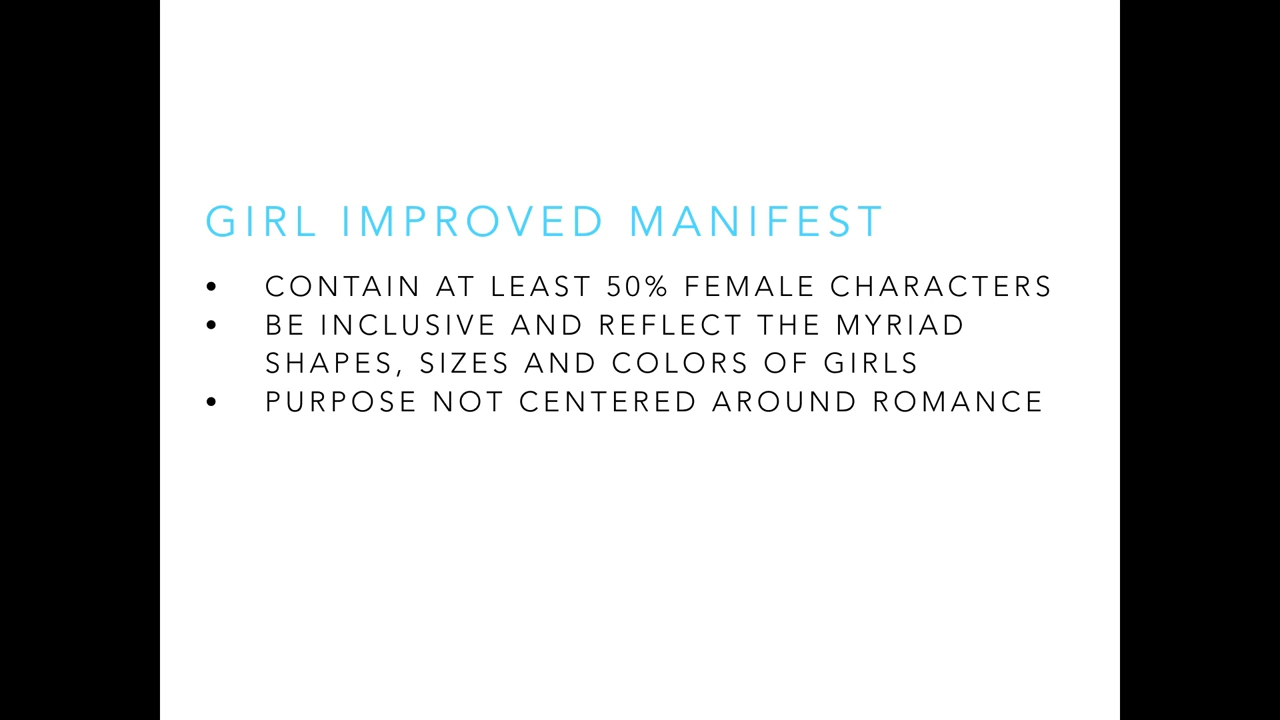 GIRL IMPROVED MANIFEST
• CONTAIN AT LEAST 50% FEMALE CHARACTERS
• BE INCLUSIVE AND REFLECT THE MYRIAD
SHAPES, SIZES AND COLORS OF GIRLS
• PURPOSE NOT CENTERED AROUND ROMANCE